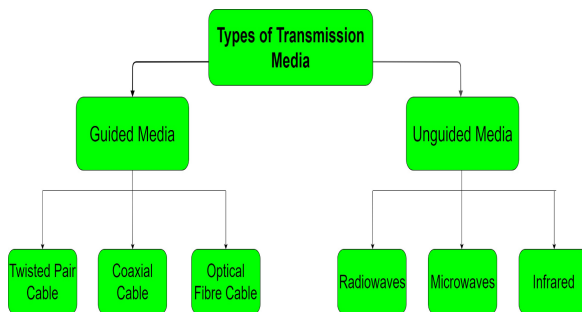 Types of Transmission
Media
Guided Media
Unguided Media
Twisted Pair
Cable
Coaxial
Cable
Optical
Fibre Cable
Radiowaves
Microwaves
Infrared